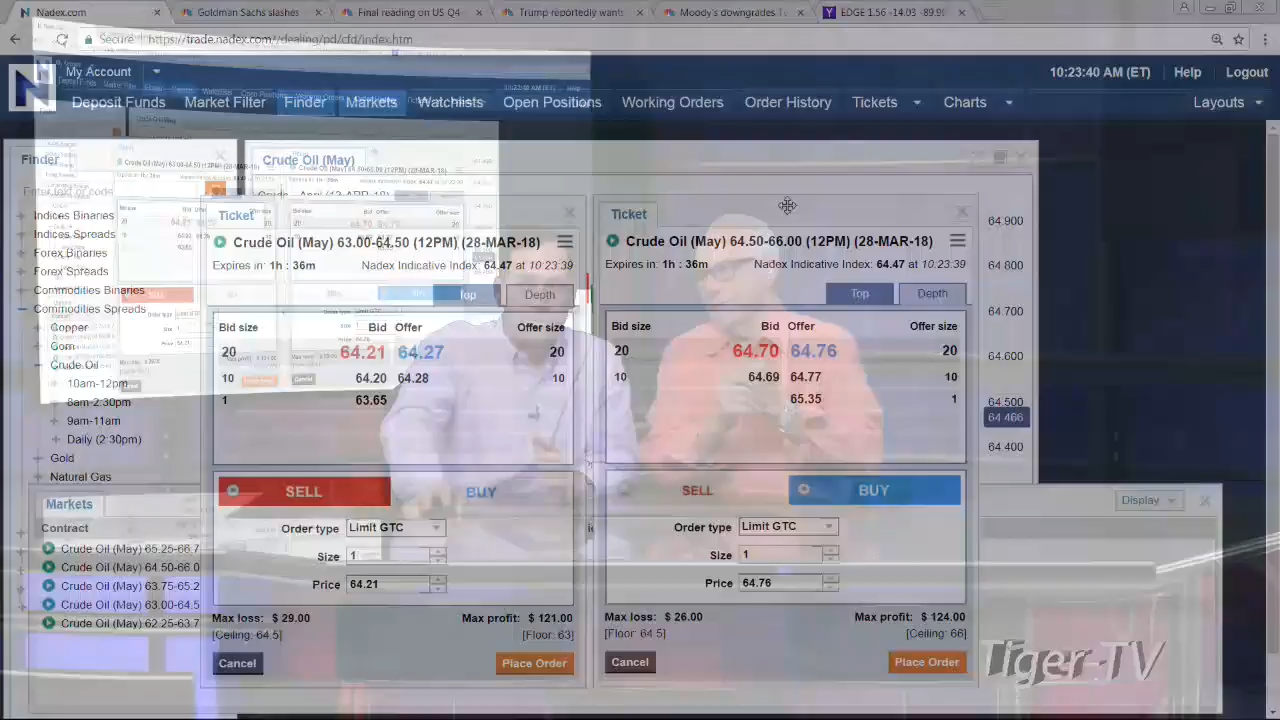 Nadex.com
Goldman Sachs slashes
Final reading on US Q4
Trump reportedly wants
Moody's downgrades T
EDGE 1.56 -14.03 -89.99
Secure
https://trade.nadex.com//dealing/pd/cfd/index.htm
My Account
10:23:40 AM (ET)
Help
Logout
Deposit Funds
Market Filter
Finder
Markets
Watchlists
Open Positions
Working Orders
Order History
Tickets
Charts
Layouts
Finder
Enter text or code
Indices Binaries
Indices Spreads
Forex Binaries
Forex Spreads
Commodities Binaries
Commodities Spreads
Copper
Corn
Crude Oil
10am-12pm
8am-2:30pm
9am-11am
Daily (2:30pm)
Gold
Natural Gas
Crude Oil (May)
Ticket
Crude Oil (May) 63.00-64.50 (12PM) (28-MAR-18)
Expires in: 1h : 36m
Nadex Indicative Index: 64.47 at 10:23:39
Top
Depth
Bid size
Bid
Offer
Offer size
20
64.21
64.27
20
10
64.20
64.28
10
1
63.65
SELL
BUY
Order type
Limit GTC
Size
1
Price
64.21
Max loss: $ 29.00
Max profit: $ 121.00
[Ceiling: 64.5]
[Floor: 63]
Cancel
Place Order
Ticket
Crude Oil (May) 64.50-66.00 (12PM) (28-MAR-18)
Expires in: 1h : 36m
Nadex Indicative Index: 64.47 at 10:23:39
Top
Depth
Bid size
Bid
Offer
Offer size
20
64.70
64.76
20
10
64.69
64.77
10
65.35
1
SELL
BUY
Order type
Limit GTC
Size
1
Price
64.76
Max loss: $ 26.00
Max profit: $ 124.00
[Floor: 64.5]
[Ceiling: 66]
Cancel
Place Order
64.900
64.800
64.700
64.600
64.500
64.466
64.400
Markets
Display
Contract
Crude Oil (May) 65.25-66.7
Crude Oil (May) 64.50-66.0
Crude Oil (May) 63.75-65.2
Crude Oil (May) 63.00-64.5
Crude Oil (May) 62.25-63.7
Tiger-TV